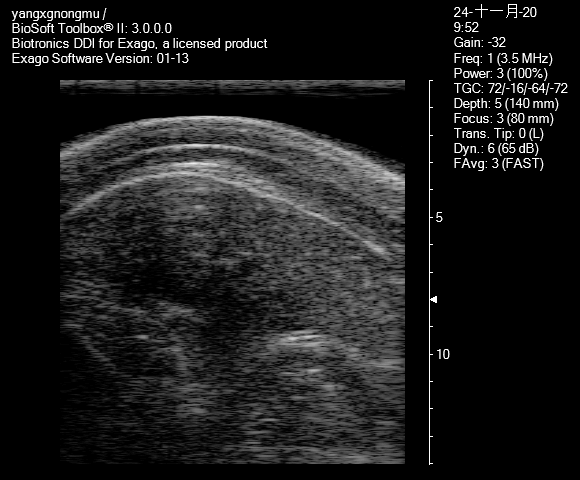 yangxgnongmu /
BioSoft Toolbox® II: 3.0.0.0
Biotronics DDI for Exago, a licensed product
Exago Software Version: 01-13
24-十一月-20
9:52
Gain: -32
Freq: 1 (3.5 MHz)
Power: 3 (100%)
TGC: 72/-16/-64/-72
Depth: 5 (140 mm)
Focus: 3 (80 mm)
Trans. Tip: 0 (L)
Dyn.: 6 (65 dB)
FAvg: 3 (FAST)
5
10